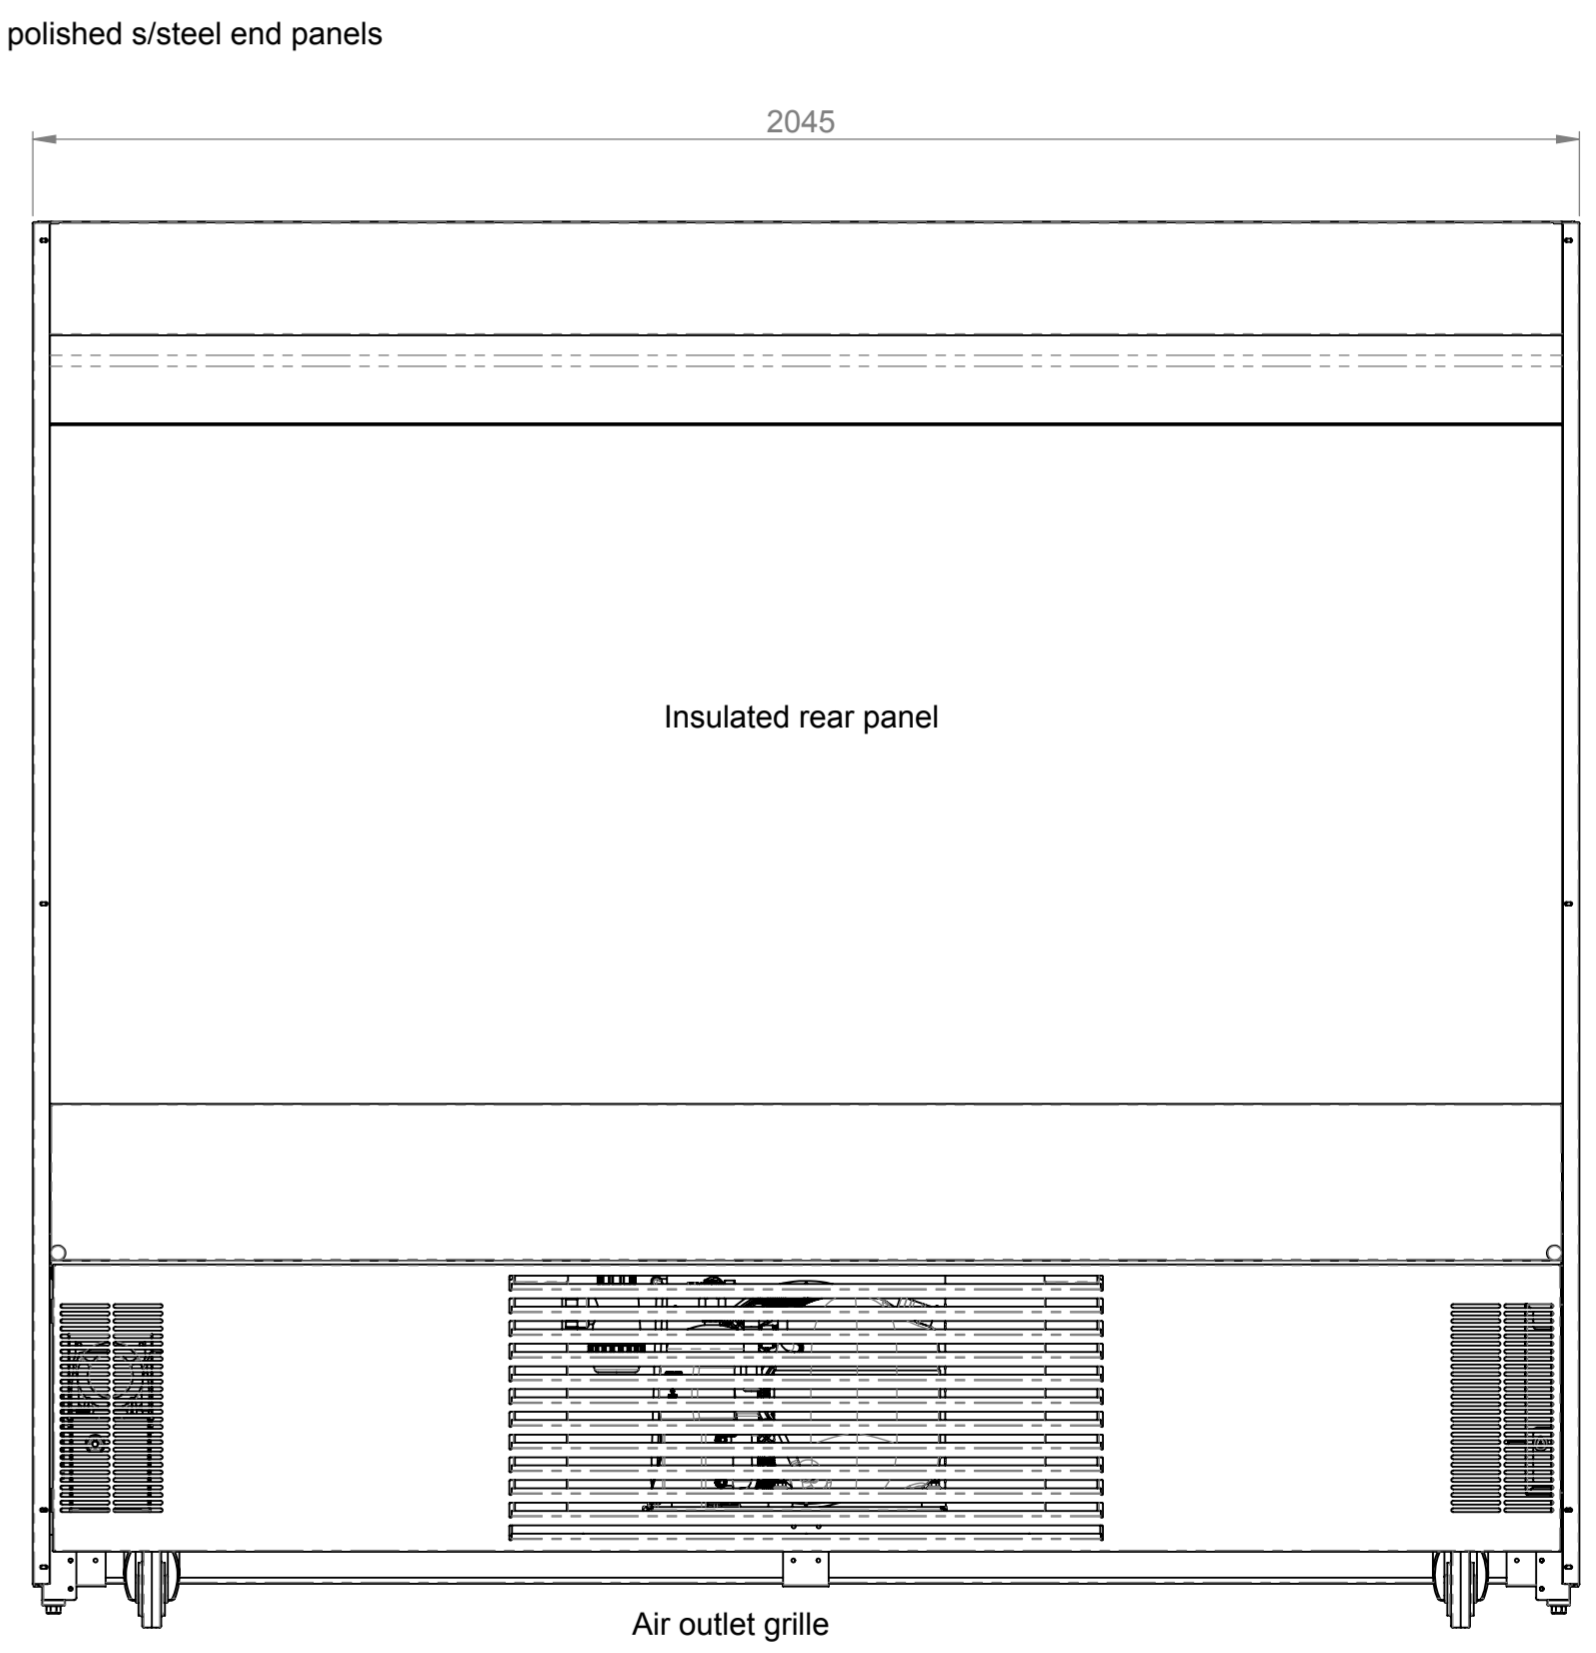 polished s/steel end panels
2045
Insulated rear panel
Air outlet grille